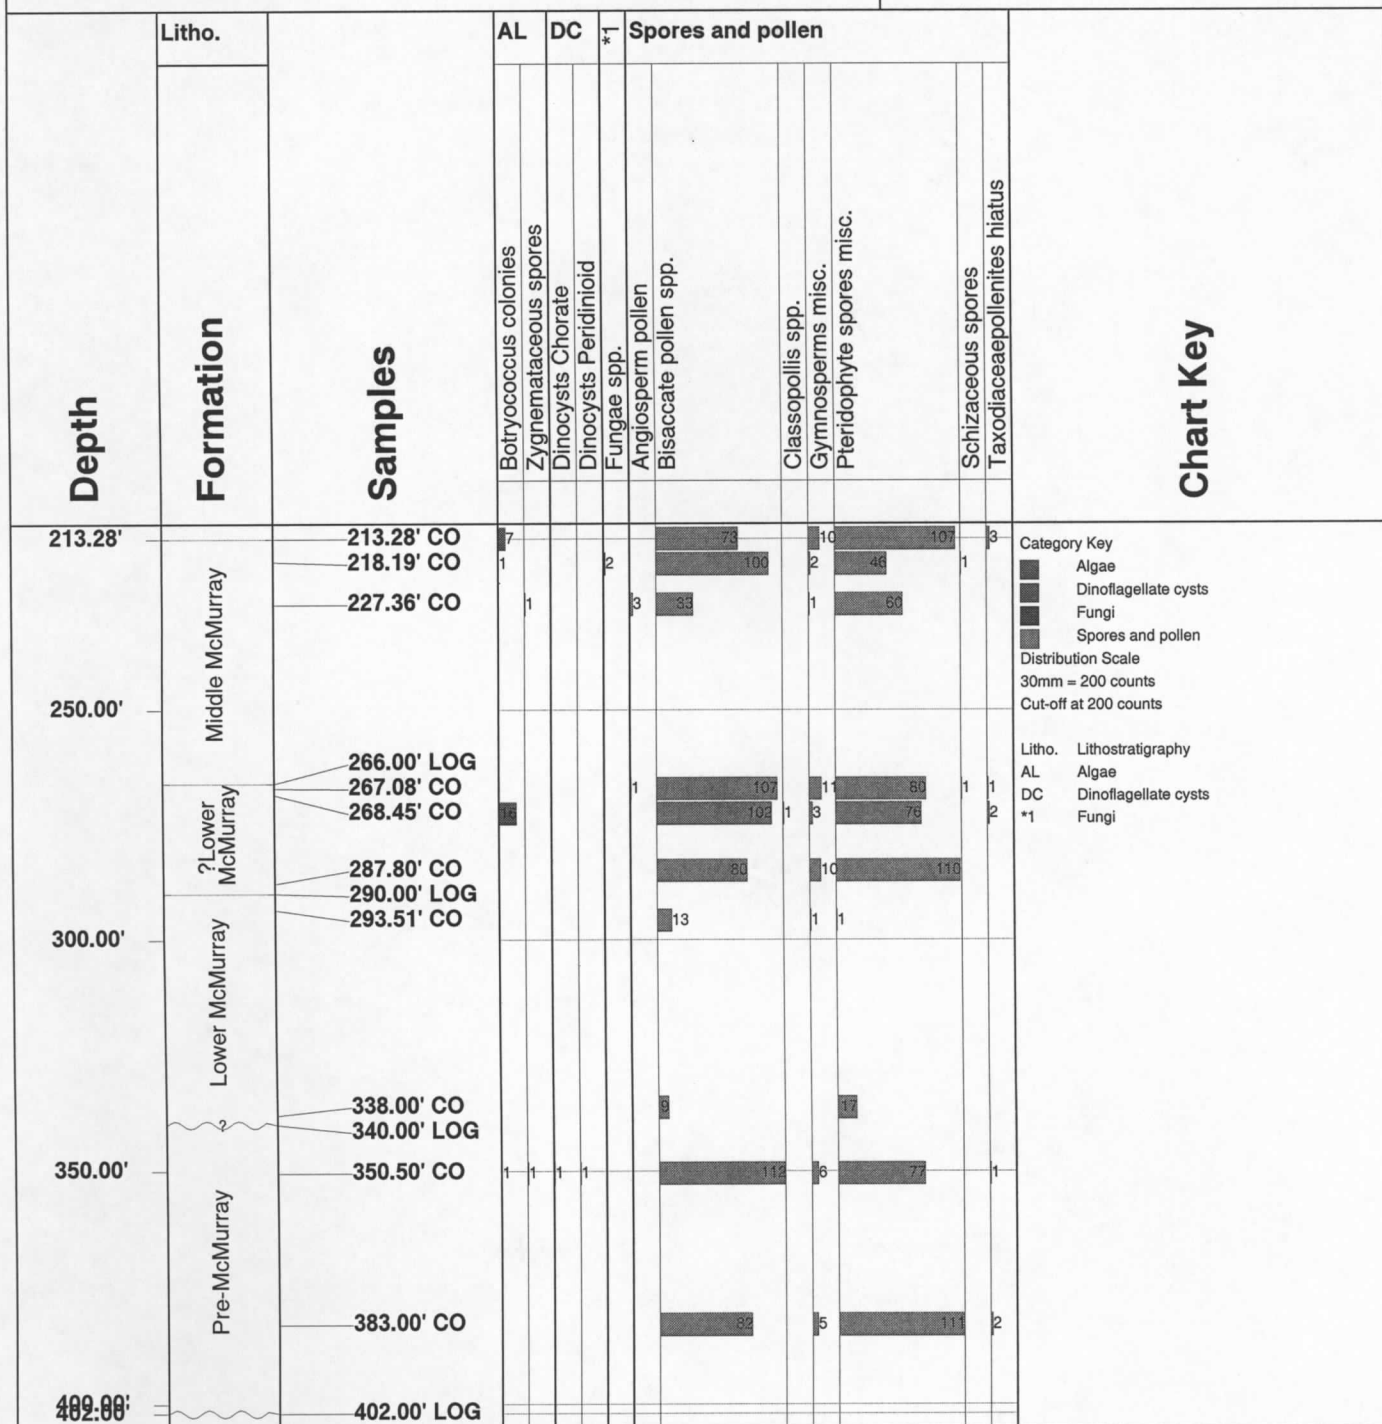 Litho.
AL
DC
*1
Spores and pollen
Depth
Formation
Samples
Botryococcus colonies
Zygnemataceous spores
Dinocysts Chorate
Dinocysts Peridinioid
Fungae spp.
Angiosperm pollen
Bisaccate pollen spp.
Classopollis spp.
Gymnosperms misc.
Pteridophyte spores misc.
Schizaceous spores
Taxodiaceaepollenites hiatus
Chart Key
213.28'
213.28' CO
7
73
10
107
3
218.19' CO
1
2
100
2
46
1
227.36' CO
1
3
33
1
60
Middle McMurray
250.00'
266.00' LOG
267.08' CO
1
107
11
80
1
1
268.45' CO
16
102
1
3
76
2
?Lower
McMurray
287.80' CO
80
10
110
290.00' LOG
293.51' CO
13
1
1
300.00'
Lower McMurray
338.00' CO
9
17
?
340.00' LOG
350.00'
350.50' CO
1
1
1
1
112
6
77
1
Pre-McMurray
383.00' CO
82
5
111
2
400.00'
402.00'
402.00' LOG
Category Key
Algae
Dinoflagellate cysts
Fungi
Spores and pollen
Distribution Scale
30mm = 200 counts
Cut-off at 200 counts
Litho. Lithostratigraphy
AL Algae
DC Dinoflagellate cysts
*1 Fungi